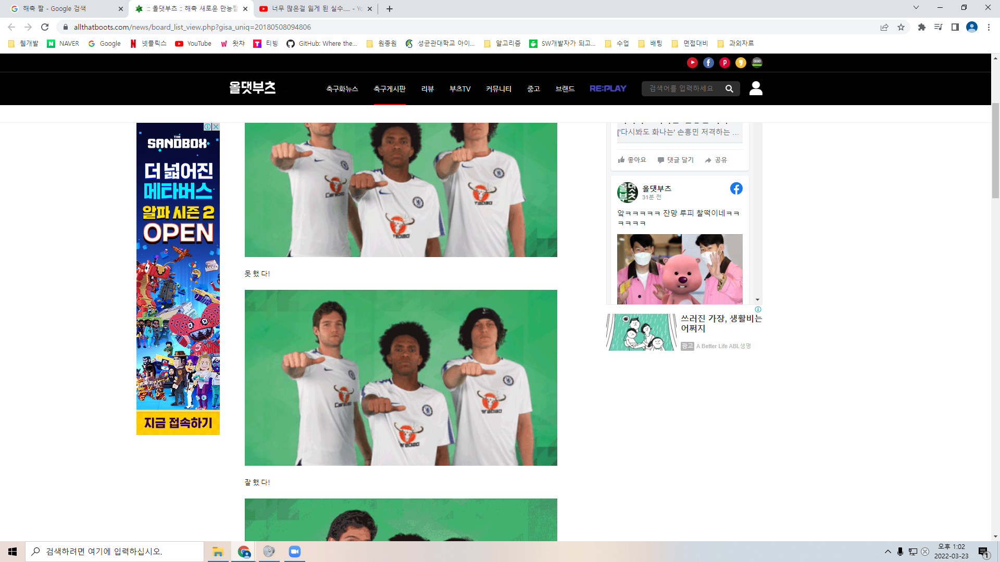 해축 짤 - Google 검색
:: 올댓부츠 :: 해축 새로운 만능짤
너무 많은걸 잃게 된 실수..... - Yo
allthatboots.com/news/board_list_view.php?gisa_uniq=20180508094806
웹개발 NAVER Google 넷플릭스 YouTube 왓챠 티빙 GitHub: Where the... 원종원 성균관대학교 아이... 알고리즘 SW개발자가 되고... 수업 배팅 면접대비 과외자료
올댓부츠 축구화뉴스 축구게시판 리뷰 부츠TV 커뮤니티 중고 브랜드 RE:PLAY 검색어를 입력하세요
THE
SANDBOX
더 넓어진
메타버스
알파 시즌 2
OPEN
지금 접속하기
Carabao
TABAO
못 했 다!
잘 했 다!
['다시봐도 화나는' 손흥민 저격하는 ...
좋아요 댓글 달기 공유
올댓부츠
31분 전
앜ㅋㅋㅋㅋㅋ 잔망 루피 찰떡이네ㅋㅋ
ㅋㅋㅋㅋ
쓰러진 가장, 생활비는
어쩌지
광고 A Better Life ABL생명
검색하려면 여기에 입력하십시오.
오후 1:02
2022-03-23
1